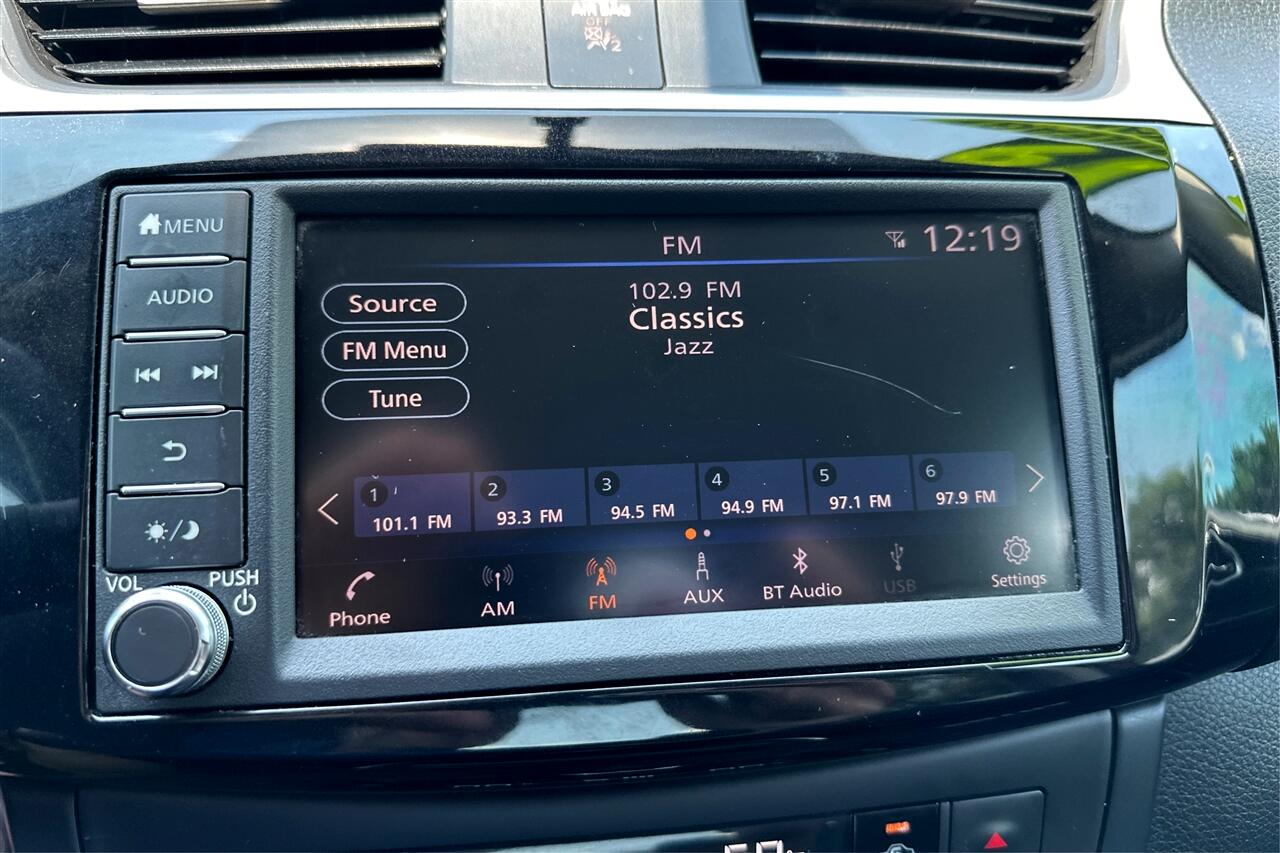 OFF
2
MENU
AUDIO
VOL
PUSH
FM
12:19
102.9 FM
Classics
Jazz
Source
FM Menu
Tune
1
101.1 FM
2
93.3 FM
3
94.5 FM
4
94.9 FM
5
97.1 FM
6
97.9 FM
Phone
AM
FM
AUX
BT Audio
USB
Settings